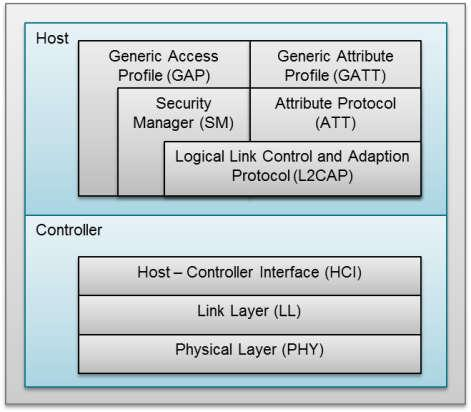 Host
Generic Access
Profile (GAP)
Generic Attribute
Profile (GATT)
Security
Manager (SM)
Attribute Protocol
(ATT)
Logical Link Control and Adaption
Protocol (L2CAP)
Controller
Host – Controller Interface (HCI)
Link Layer (LL)
Physical Layer (PHY)